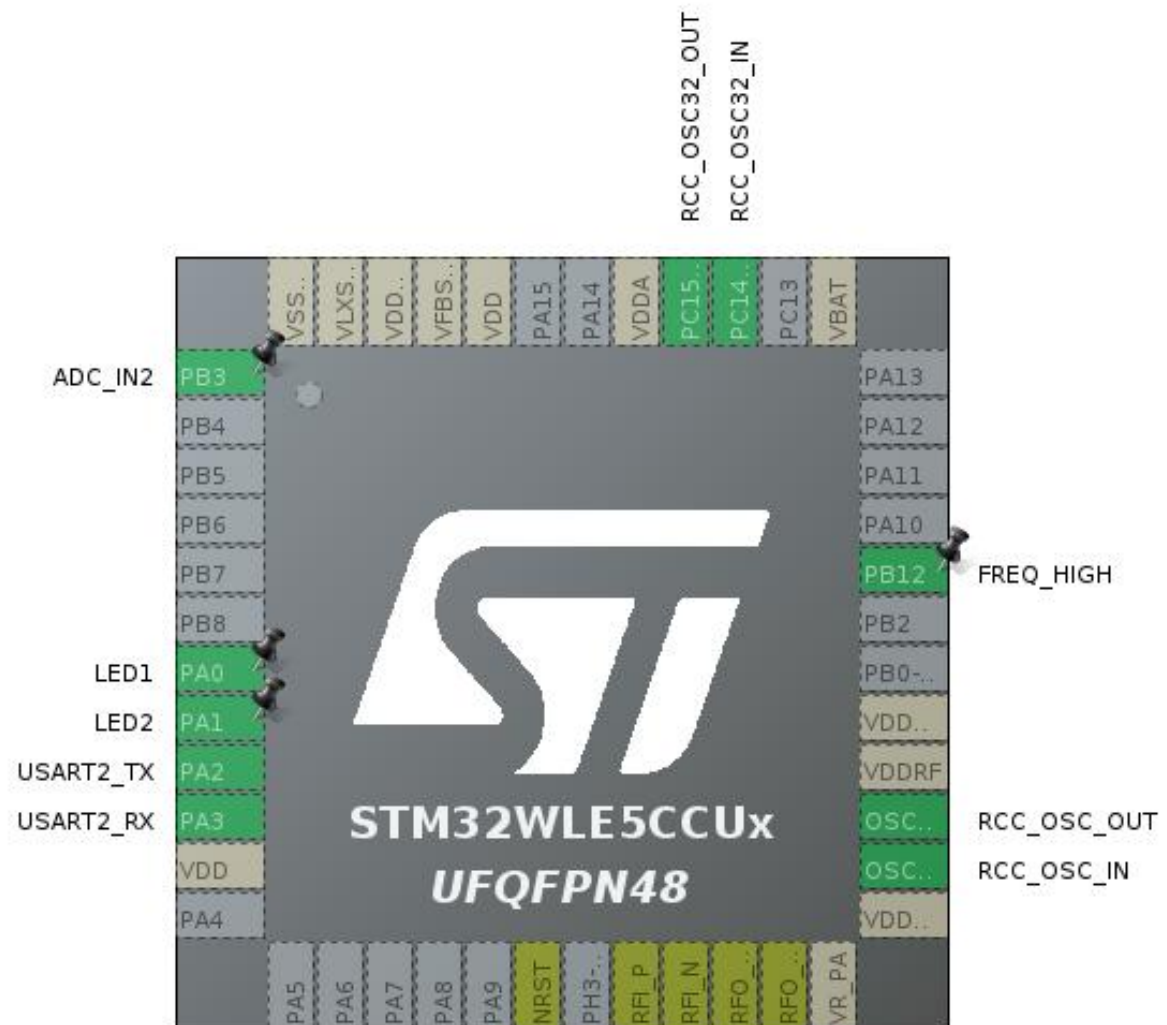 RCC_OSC32_OUT
RCC_OSC32_IN
VSS..
VLXS..
VDD..
VFBS..
VDD
PA15
PA14
VDDA
PC15..
PC14..
PC13
VBAT
ADC_IN2 PB3
PB4
PB5
PB6
PB7
PB8
LED1 PA0
LED2 PA1
USART2_TX PA2
USART2_RX PA3
VDD
PA4
PA13
PA12
PA11
PA10
PB12 FREQ_HIGH
PB2
PB0-..
VDD..
VDDRF
OSC.. RCC_OSC_OUT
OSC.. RCC_OSC_IN
VDD..
ST
STM32WLE5CCUx
UFQFPN48
PA5
PA6
PA7
PA8
PA9
NRST
PH3-..
RFI_P
RFI_N
RFO_..
RFO_..
VR_PA